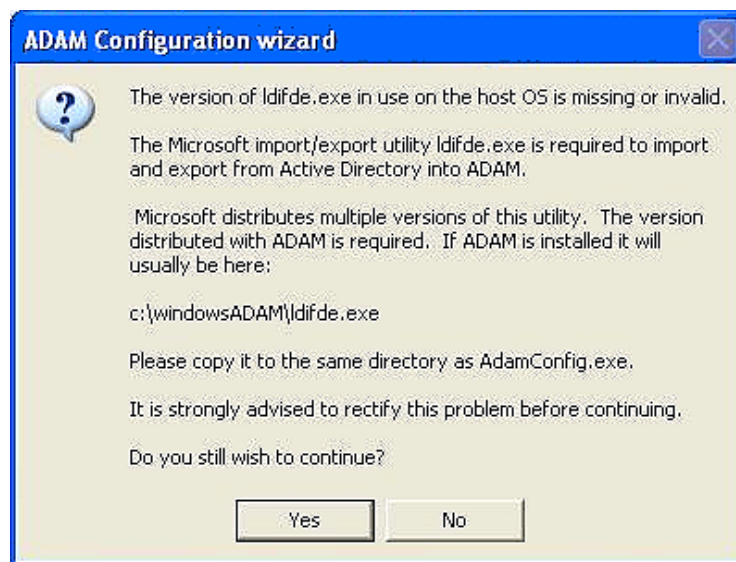 ADAM Configuration wizard
The version of ldifde.exe in use on the host OS is missing or invalid.
The Microsoft import/export utility ldifde.exe is required to import
and export from Active Directory into ADAM.
Microsoft distributes multiple versions of this utility.  The version
distributed with ADAM is required.  If ADAM is installed it will
usually be here:
c:\windowsADAM\ldifde.exe
Please copy it to the same directory as AdamConfig.exe.
It is strongly advised to rectify this problem before continuing.
Do you still wish to continue?
Yes
No